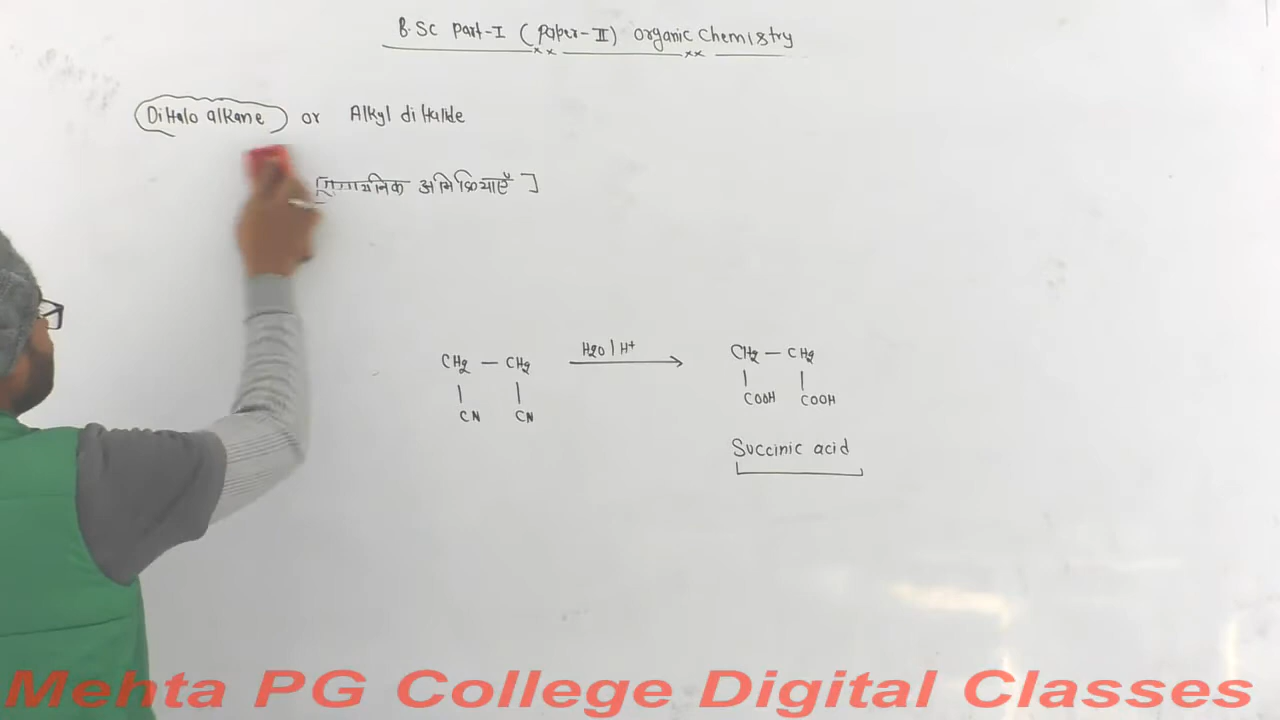 B.Sc Part-I (Paper-II) Organic Chemistry
DiHalo alkane or Alkyl diHalide
अभिक्रियाएँ ]
CH2 — CH2 H2O | H+ CH2 — CH2
CN CN COOH COOH
Succinic acid
Mehta PG College Digital Classes